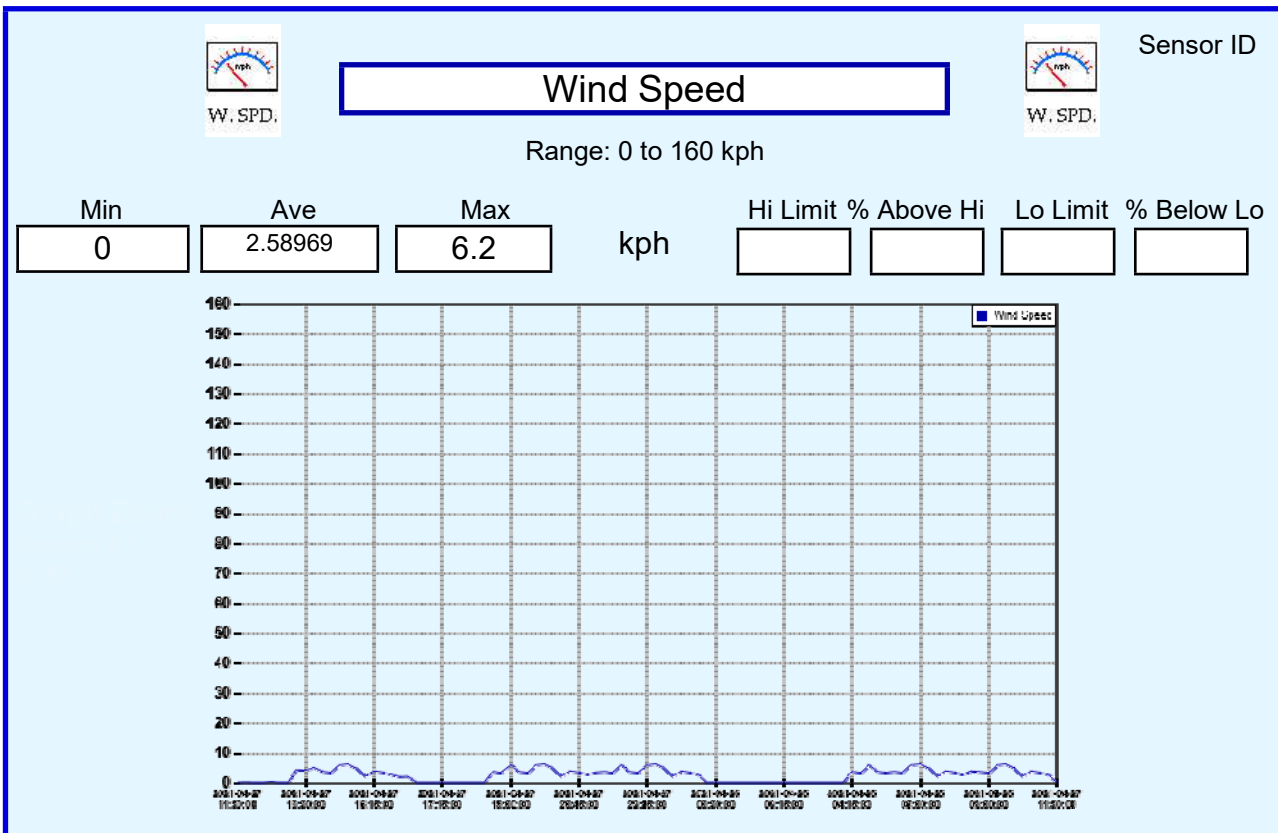 Sensor ID
mph
W. SPD.
Wind Speed
mph
W. SPD.
Range: 0 to 160 kph
Min Ave Max Hi Limit % Above Hi Lo Limit % Below Lo
0 2.58969 6.2 kph
Wind Speed
160
150
140
130
120
110
100
90
80
70
60
50
40
30
20
10
0